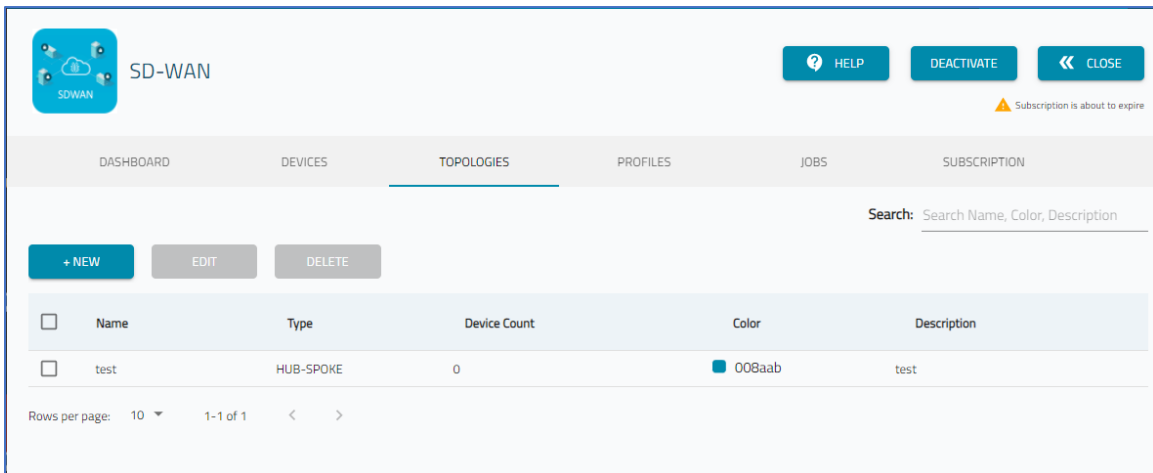 SDWAN
SD-WAN
HELP
DEACTIVATE
CLOSE
Subscription is about to expire
DASHBOARD DEVICES TOPOLOGIES PROFILES JOBS SUBSCRIPTION
Search: Search Name, Color, Description
+ NEW EDIT DELETE
Name Type Device Count Color Description
test HUB-SPOKE 0 008aab test
Rows per page: 10 1-1 of 1